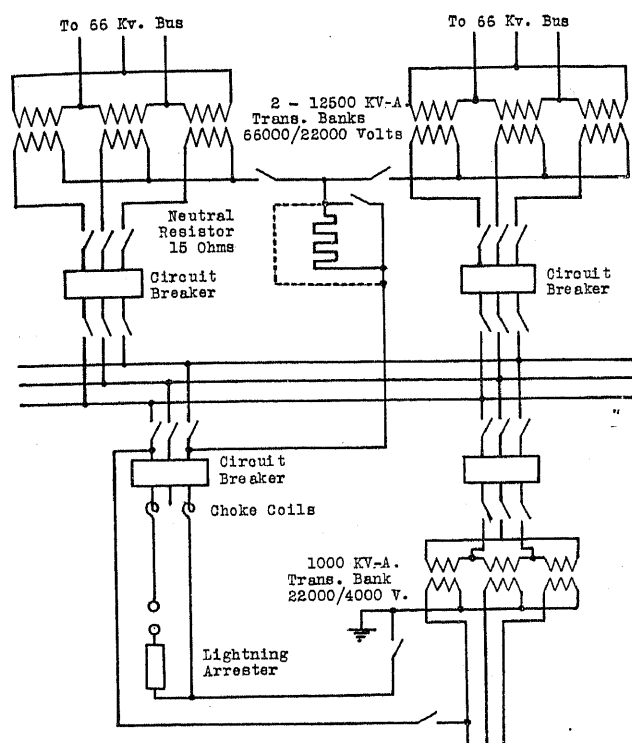 To 66 Kv. Bus
To 66 Kv. Bus
2 - 12500 KV-A.
Trans. Banks
66000/22000 Volts
Neutral
Resistor
15 Ohms
Circuit
Breaker
Circuit
Breaker
Circuit
Breaker
Choke Coils
1000 KV-A.
Trans. Bank
22000/4000 V.
Lightning
Arrester